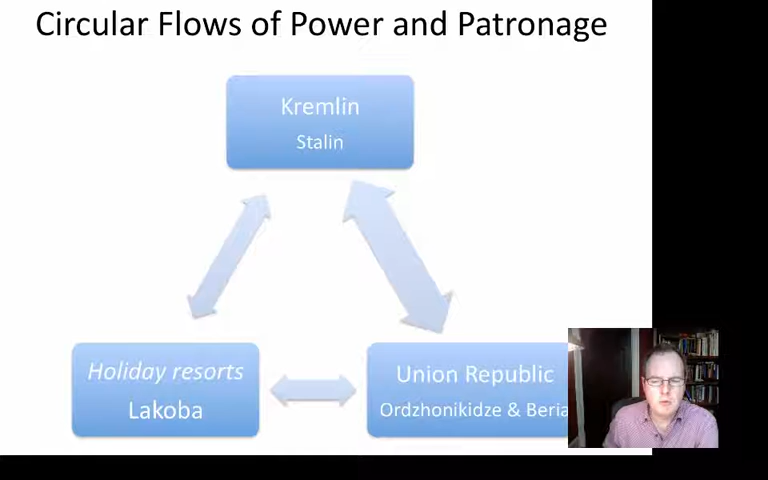 Circular Flows of Power and Patronage
Kremlin
Stalin
Holiday resorts
Lakoba
Union Republic
Ordzhonikidze & Beria